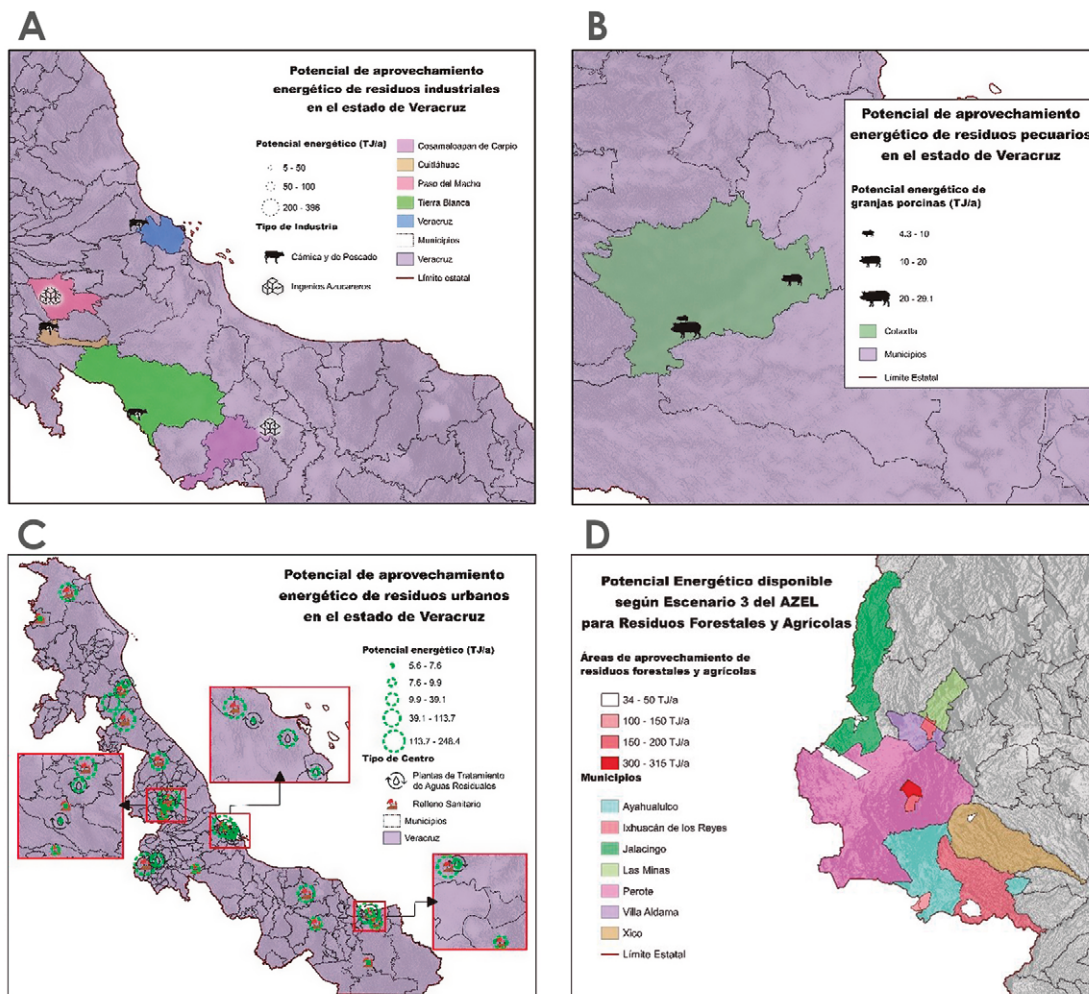 A
Potencial de aprovechamiento
energético de residuos industriales
en el estado de Veracruz
Potencial energético (TJ/a)
5 - 50
50 - 100
200 - 396
Tipo de Industria
Cárnica y de Pescado
Ingenios Azucareros
Cosamaloapan de Carpio
Cuitláhuac
Paso del Macho
Tierra Blanca
Veracruz
Municipios
Veracruz
Límite estatal
B
Potencial de aprovechamiento
energético de residuos pecuarios
en el estado de Veracruz
Potencial energético de
granjas porcinas (TJ/a)
4.3 - 10
10 - 20
20 - 29.1
Cotaxtla
Municipios
Límite Estatal
C
Potencial de aprovechamiento
energético de residuos urbanos
en el estado de Veracruz
Potencial energético (TJ/a)
5.6 - 7.6
7.6 - 9.9
9.9 - 39.1
39.1 - 113.7
113.7 - 248.4
Tipo de Centro
Plantas de Tratamiento
de Aguas Residuales
Relleno Sanitario
Municipios
Veracruz
D
Potencial Energético disponible
según Escenario 3 del AZEL
para Residuos Forestales y Agrícolas
Áreas de aprovechamiento de
residuos forestales y agrícolas
34 - 50 TJ/a
100 - 150 TJ/a
150 - 200 TJ/a
300 - 315 TJ/a
Municipios
Ayahualulco
Ixhuacán de los Reyes
Jalacingo
Las Minas
Perote
Villa Aldama
Xico
Límite Estatal